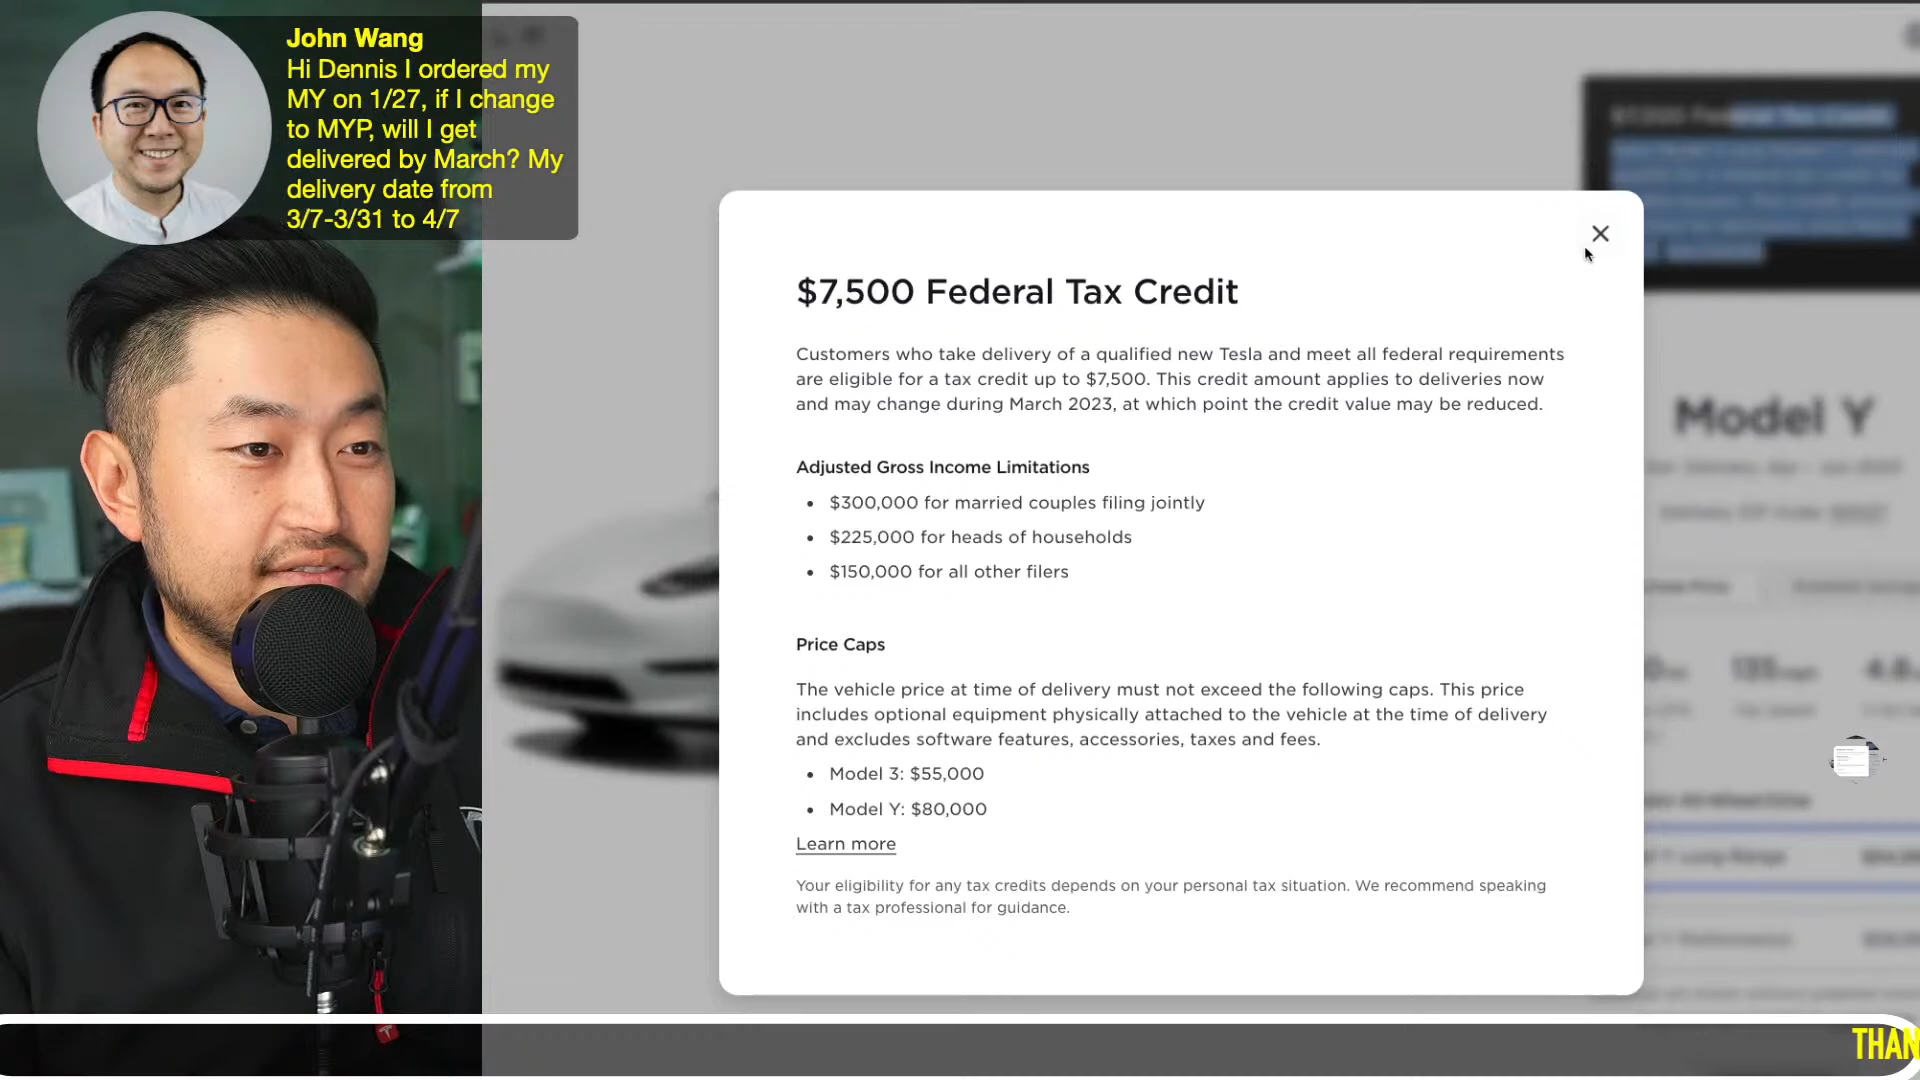 John Wang
Hi Dennis I ordered my
MY on 1/27, if I change
to MYP, will I get
delivered by March? My
delivery date from
3/7-3/31 to 4/7
$7,500 Federal Tax Credit
Customers who take delivery of a qualified new Tesla and meet all federal requirements
are eligible for a tax credit up to $7,500. This credit amount applies to deliveries now
and may change during March 2023, at which point the credit value may be reduced.
Adjusted Gross Income Limitations
• $300,000 for married couples filing jointly
• $225,000 for heads of households
• $150,000 for all other filers
Price Caps
The vehicle price at time of delivery must not exceed the following caps. This price
includes optional equipment physically attached to the vehicle at the time of delivery
and excludes software features, accessories, taxes and fees.
• Model 3: $55,000
• Model Y: $80,000
Learn more
Your eligibility for any tax credits depends on your personal tax situation. We recommend speaking
with a tax professional for guidance.
Model Y
THAN